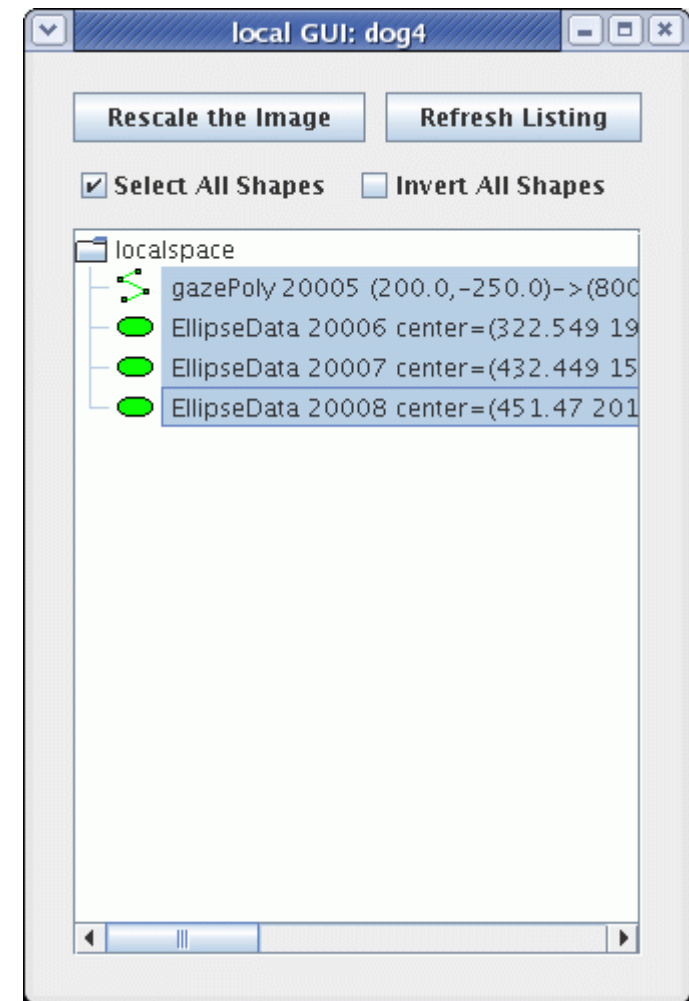 local GUI: dog4
Rescale the Image
Refresh Listing
Select All Shapes
Invert All Shapes
localspace
gazePoly 20005 (200.0,-250.0)->(800
EllipseData 20006 center=(322.549 19
EllipseData 20007 center=(432.449 15
EllipseData 20008 center=(451.47 201